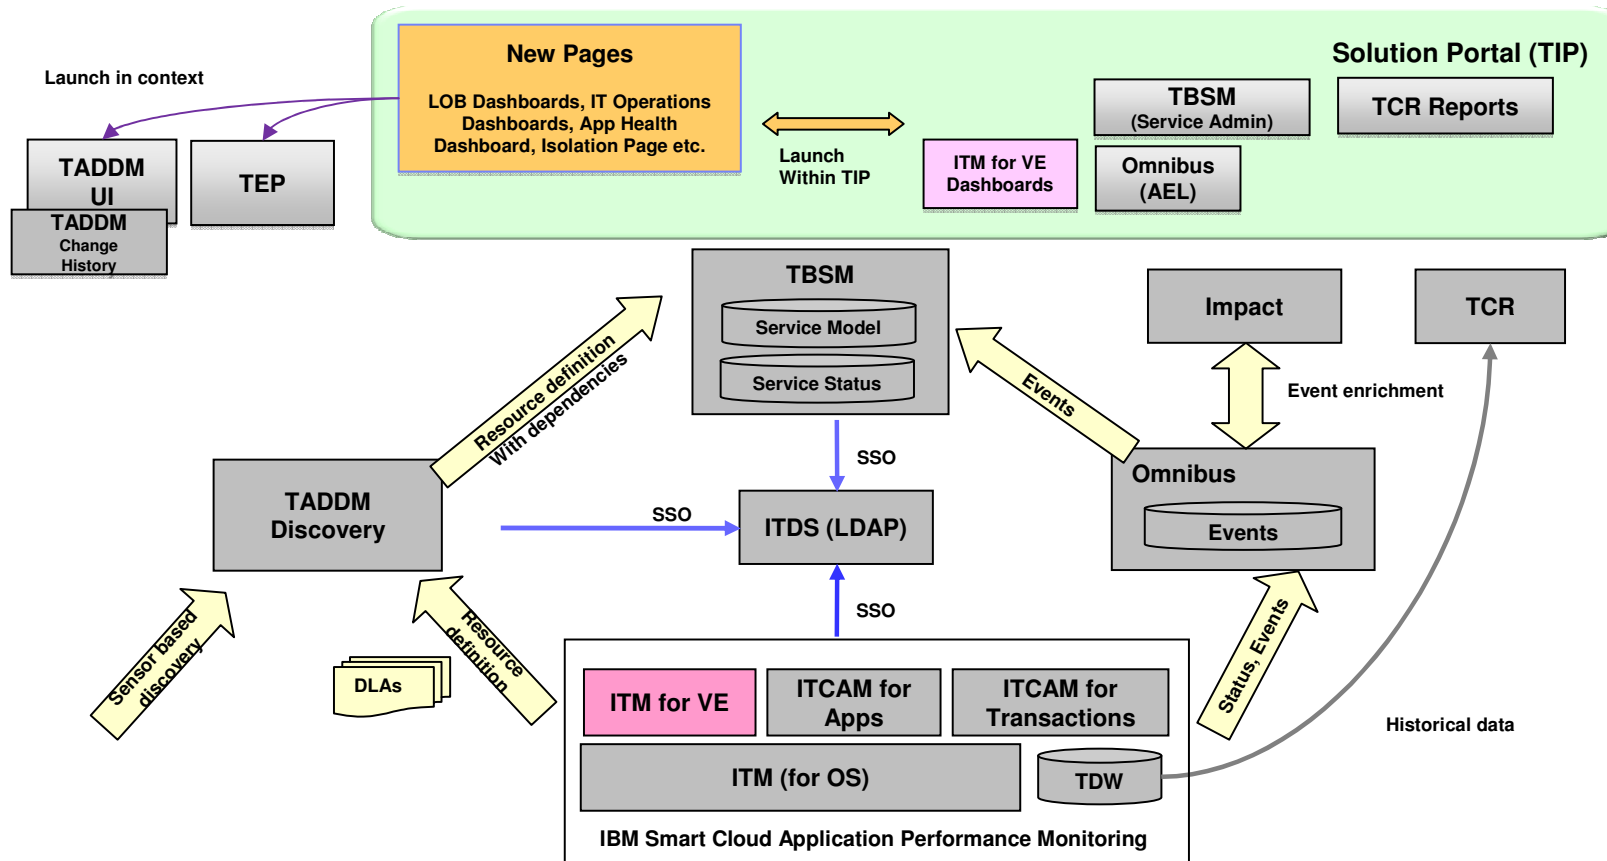 New Pages
LOB Dashboards, IT Operations
Dashboards, App Health
Dashboard, Isolation Page etc.
Solution Portal (TIP)
TBSM
(Service Admin)
TCR Reports
Launch
Within TIP
ITM for VE
Dashboards
Omnibus
(AEL)
Launch in context
TADDM
UI
TADDM
Change
History
TEP
TBSM
Service Model
Service Status
Impact
TCR
Resource definition
With dependencies
Events
Event enrichment
TADDM
Discovery
SSO
SSO
ITDS (LDAP)
Omnibus
Events
SSO
Sensor based
discovery
DLAs
Resource
definition
Status, Events
Historical data
ITM for VE
ITCAM for
Apps
ITCAM for
Transactions
ITM (for OS)
TDW
IBM Smart Cloud Application Performance Monitoring